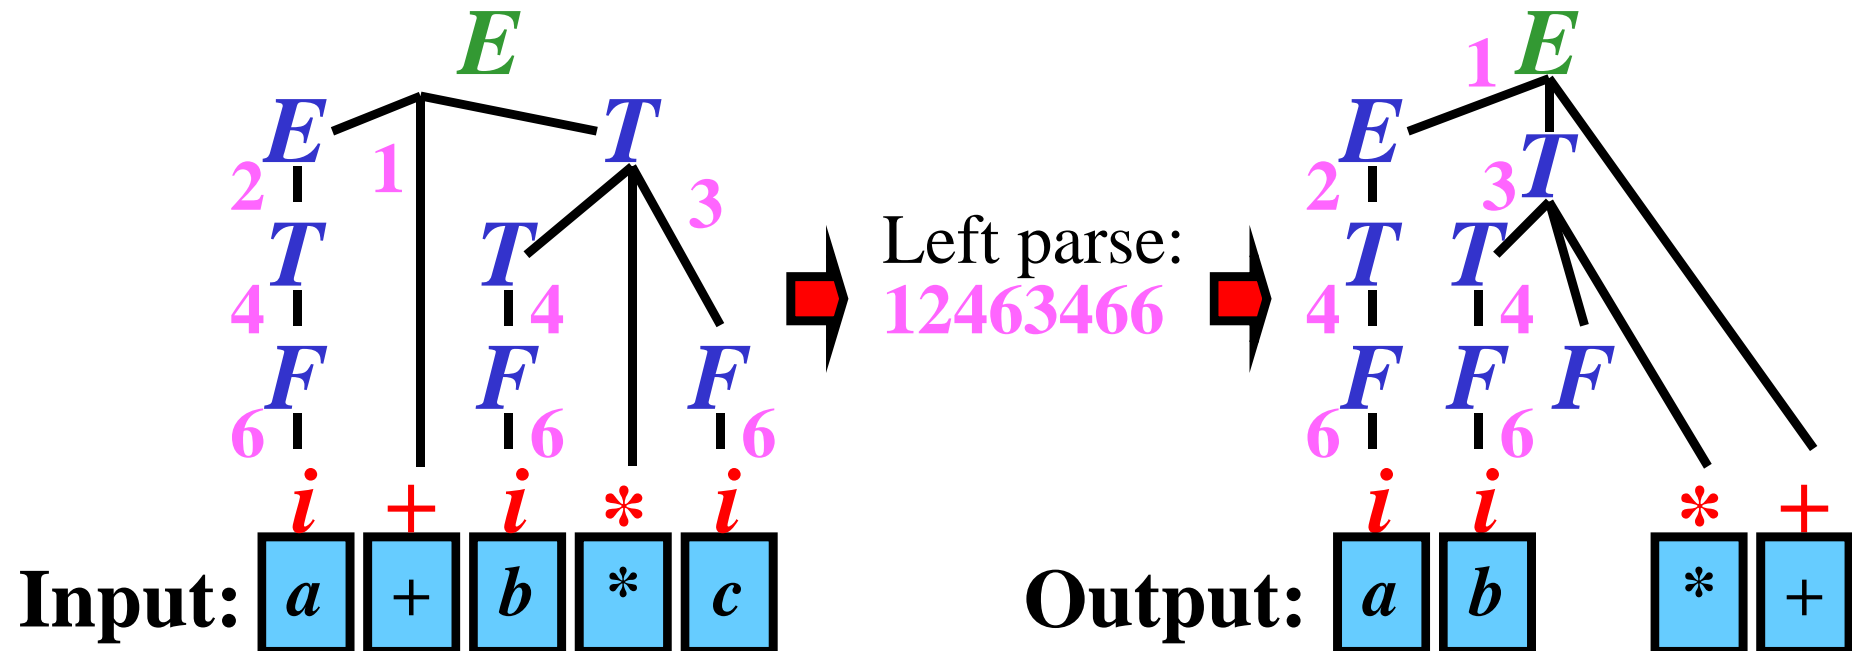 E
1 E
E T
E
1
T
2 3
2 3
T T
Left parse:
T T
4 4
12463466
4 4
F F F
F F F
6 6 6
6 6
i + i * i
i i * +
Input: a + b * c
Output: a b * +